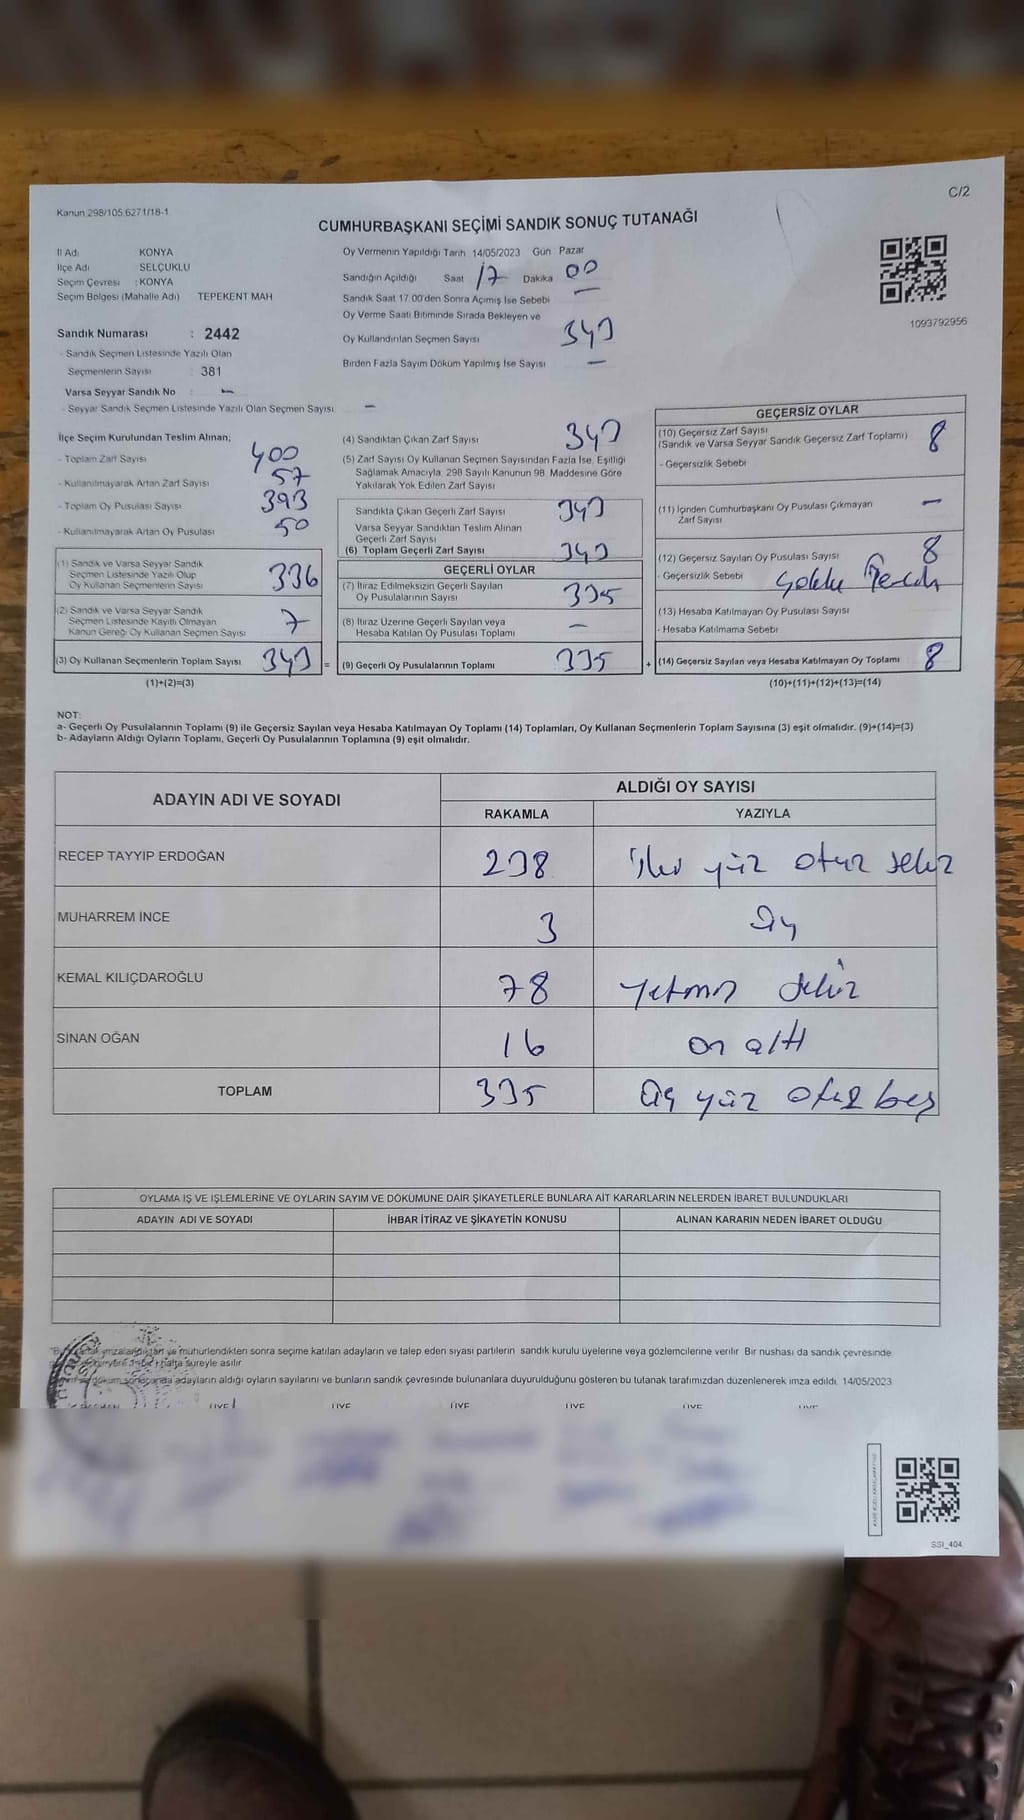 C/2
Kanun 298/105.6271/18-1
CUMHURBAŞKANI SEÇİMİ SANDIK SONUÇ TUTANAĞI
İl Adı KONYA
İlçe Adı SELÇUKLU
Seçim Çevresi : KONYA
Seçim Bölgesi (Mahalle Adı) TEPEKENT MAH
Sandık Numarası : 2442
- Sandık Seçmen Listesinde Yazılı Olan
Seçmenlerin Sayısı : 381
Varsa Seyyar Sandık No : -
- Seyyar Sandık Seçmen Listesinde Yazılı Olan Seçmen Sayısı -
Oy Vermenin Yapıldığı Tarih 14/05/2023 Gün Pazar
Sandığın Açıldığı Saat 17 Dakika 00
Sandık Saat 17 00'den Sonra Açımış İse Sebebi -
Oy Verme Saati Bitiminde Sırada Bekleyen ve
Oy Kullandırılan Seçmen Sayısı 343
Birden Fazla Sayım Döküm Yapılmış İse Sayısı -
1093792956
İlçe Seçim Kurulundan Teslim Alınan;
- Toplam Zarf Sayısı 400
- Kullanılmayarak Artan Zarf Sayısı 57
- Toplam Oy Pusulası Sayısı 393
- Kullanılmayarak Artan Oy Pusulası 50
(1) Sandık ve Varsa Seyyar Sandık
Seçmen Listesinde Yazılı Olup
Oy Kullanan Seçmenlerin Sayısı 336
(2) Sandık ve Varsa Seyyar Sandık
Seçmen Listesinde Kayıtlı Olmayan
Kanun Gereği Oy Kullanan Seçmen Sayısı 7
(3) Oy Kullanan Seçmenlerin Toplam Sayısı 343 =
(1)+(2)=(3)
(4) Sandıktan Çıkan Zarf Sayısı 343
(5) Zarf Sayısı Oy Kullanan Seçmen Sayısından Fazla İse, Eşitliği
Sağlamak Amacıyla, 298 Sayılı Kanunun 98. Maddesine Göre
Yakılarak Yok Edilen Zarf Sayısı
Sandıkta Çıkan Geçerli Zarf Sayısı 343
Varsa Seyyar Sandıktan Teslim Alınan
Geçerli Zarf Sayısı
(6) Toplam Geçerli Zarf Sayısı 343
GEÇERLİ OYLAR
(7) İtiraz Edilmeksizin Geçerli Sayılan
Oy Pusulalarının Sayısı 335
(8) İtiraz Üzerine Geçerli Sayılan veya
Hesaba Katılan Oy Pusulası Toplamı -
(9) Geçerli Oy Pusulalarının Toplamı 335 +
GEÇERSİZ OYLAR
(10) Geçersiz Zarf Sayısı
(Sandık ve Varsa Seyyar Sandık Geçersiz Zarf Toplamı) 8
- Geçersizlik Sebebi
(11) İçinden Cumhurbaşkanı Oy Pusulası Çıkmayan
Zarf Sayısı -
(12) Geçersiz Sayılan Oy Pusulası Sayısı 8
- Geçersizlik Sebebi
(13) Hesaba Katılmayan Oy Pusulası Sayısı
- Hesaba Katılmama Sebebi
(14) Geçersiz Sayılan veya Hesaba Katılmayan Oy Toplamı 8
(10)+(11)+(12)+(13)=(14)
NOT:
a- Geçerli Oy Pusulalarının Toplamı (9) ile Geçersiz Sayılan veya Hesaba Katılmayan Oy Toplamı (14) Toplamları, Oy Kullanan Seçmenlerin Toplam Sayısına (3) eşit olmalıdır. (9)+(14)=(3)
b- Adayların Aldığı Oyların Toplamı, Geçerli Oy Pusulalarının Toplamına (9) eşit olmalıdır.
ADAYIN ADI VE SOYADI ALDIĞI OY SAYISI
RAKAMLA YAZIYLA
RECEP TAYYİP ERDOĞAN 238 iki yüz otuz sekiz
MUHARREM İNCE 3 üç
KEMAL KILIÇDAROĞLU 78 yetmiş sekiz
SİNAN OĞAN 16 on altı
TOPLAM 335 üç yüz otuz beş
OYLAMA İŞ VE İŞLEMLERİNE VE OYLARIN SAYIM VE DÖKÜMÜNE DAİR ŞİKAYETLERLE BUNLARA AİT KARARLARIN NELERDEN İBARET BULUNDUKLARI
ADAYIN ADI VE SOYADI İHBAR İTİRAZ VE ŞİKAYETİN KONUSU ALINAN KARARIN NEDEN İBARET OLDUĞU
imzalandıktan ve mühürlendikten sonra seçime katılan adayların ve talep eden siyasi partilerin sandık kurulu üyelerine veya gözlemcilerine verilir. Bir nüshası da sandık çevresinde
hafta süreyle asılır
adayların aldığı oyların sayılarını ve bunların sandık çevresinde bulunanlara duyurulduğunu gösteren bu tutanak tarafımızdan düzenlenerek imza edildi. 14/05/2023
ÜYE ÜYE ÜYE ÜYE ÜYE ÜYE
SSI_404